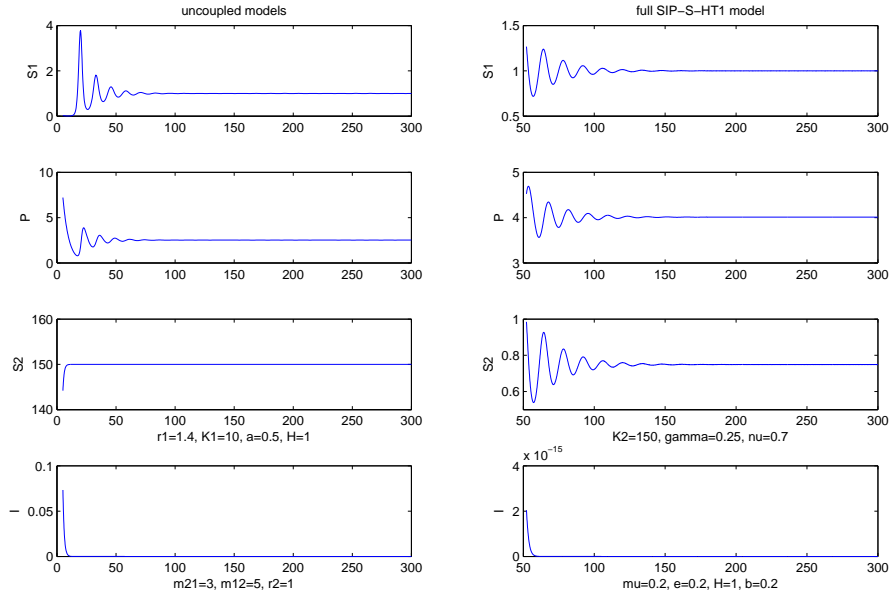 uncoupled models
full SIP−S−HT1 model
S1
4
2
0
0 50 100 150 200 250 300
S1
1.5
1
0.5
50 100 150 200 250 300
P
10
5
0
0 50 100 150 200 250 300
P
5
4
3
50 100 150 200 250 300
S2
160
150
140
0 50 100 150 200 250 300
r1=1.4, K1=10, a=0.5, H=1
S2
1
0.8
0.6
50 100 150 200 250 300
K2=150, gamma=0.25, nu=0.7
I
0.1
0.05
0
0 50 100 150 200 250 300
m21=3, m12=5, r2=1
x 10−15
I
4
2
0
50 100 150 200 250 300
mu=0.2, e=0.2, H=1, b=0.2